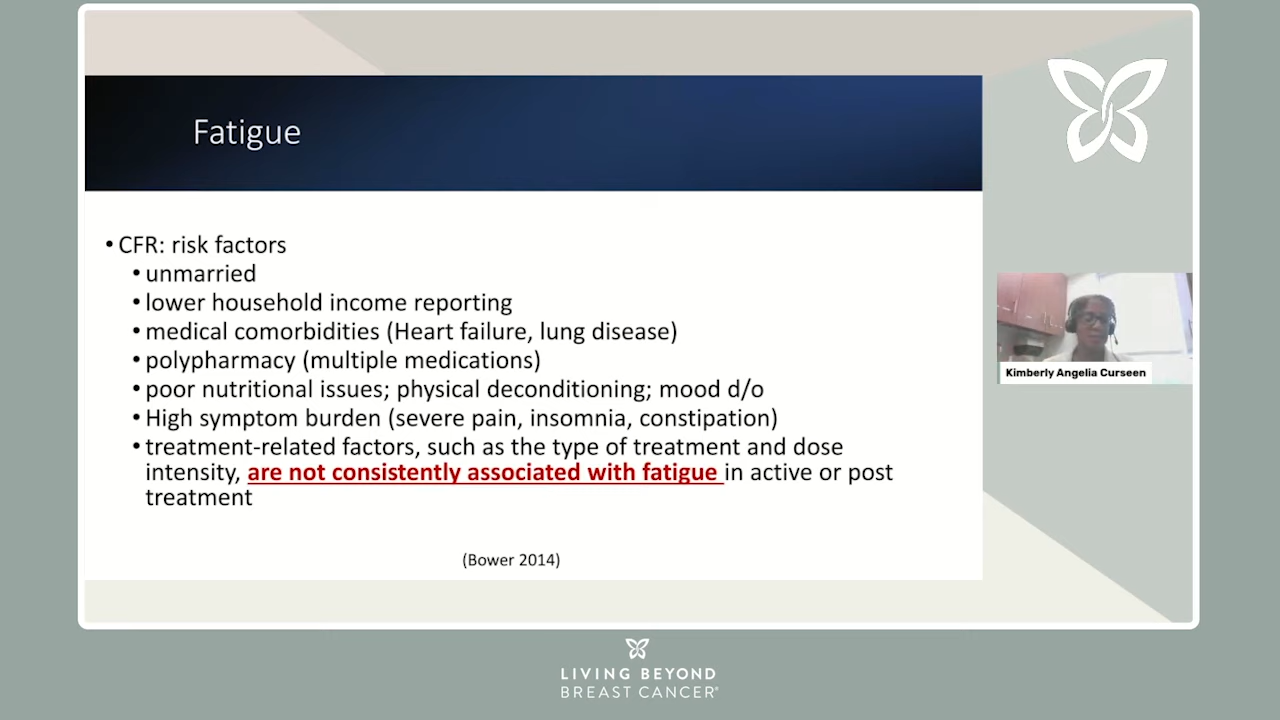 Fatigue
• CFR: risk factors
• unmarried
• lower household income reporting
• medical comorbidities (Heart failure, lung disease)
• polypharmacy (multiple medications)
• poor nutritional issues; physical deconditioning; mood d/o
• High symptom burden (severe pain, insomnia, constipation)
• treatment-related factors, such as the type of treatment and dose
intensity, are not consistently associated with fatigue in active or post
treatment
(Bower 2014)
Kimberly Angelia Curseen
LIVING BEYOND
BREAST CANCER®